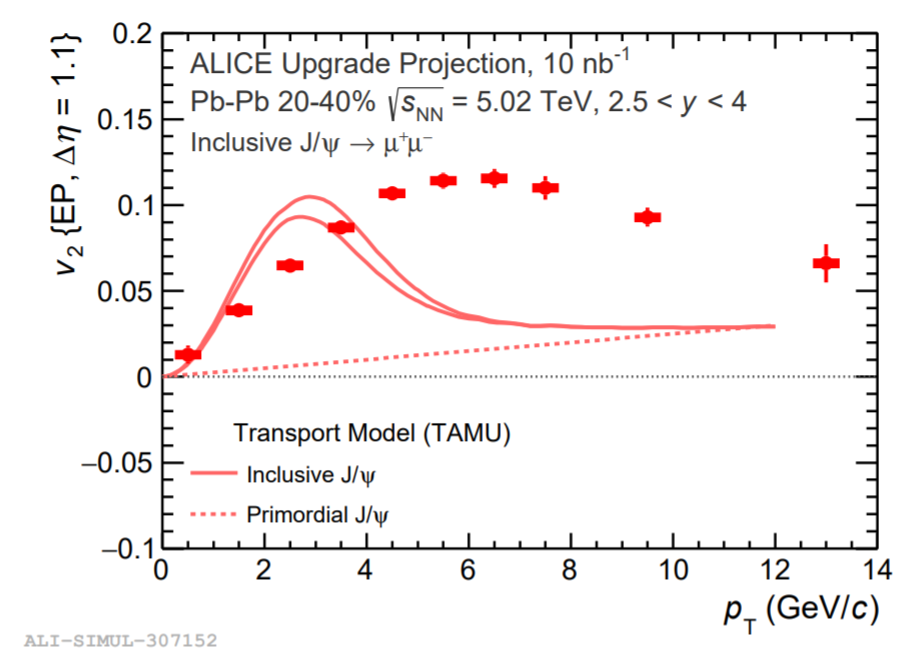 0.2
0.15
0.1
0.05
0
−0.05
−0.1
v2 {EP, Δη = 1.1}
ALICE Upgrade Projection, 10 nb-1
Pb-Pb 20-40% √sNN = 5.02 TeV, 2.5 < y < 4
Inclusive J/ψ → μ+μ−
Transport Model (TAMU)
Inclusive J/ψ
Primordial J/ψ
0 2 4 6 8 10 12 14
pT (GeV/c)
ALI−SIMUL−307152